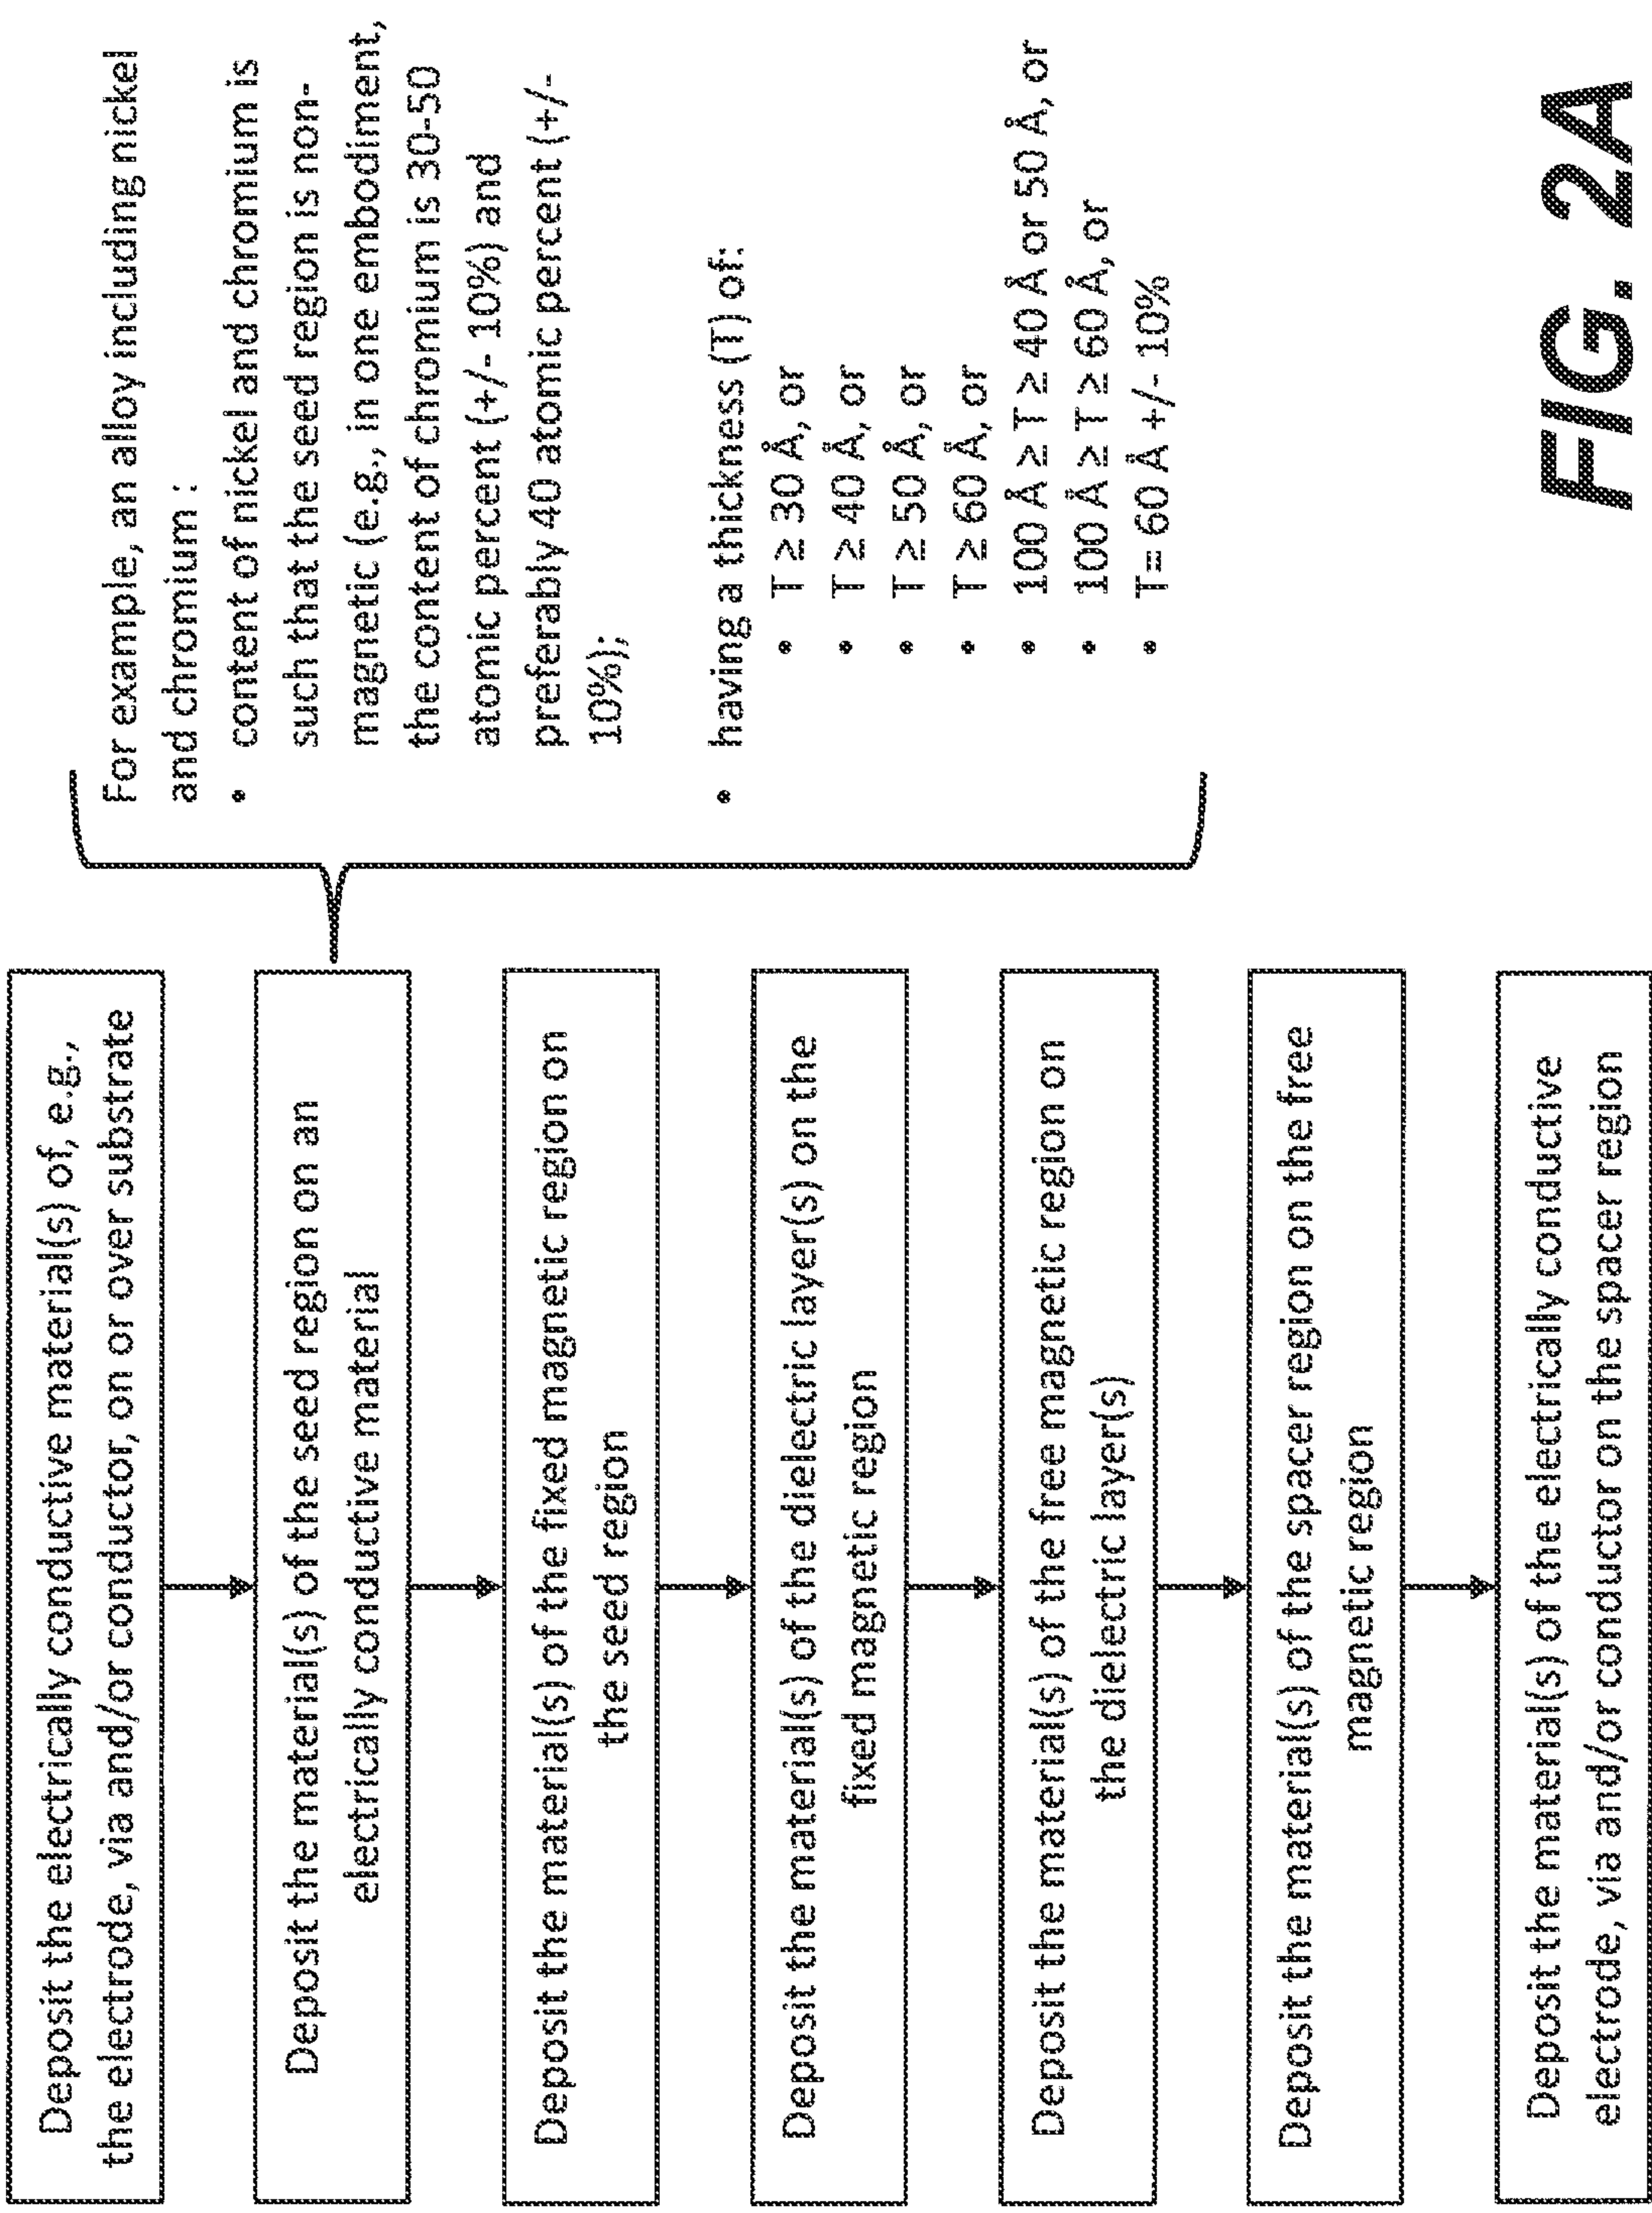 Deposit the electrically conductive material(s) of, e.g.,
the electrode, via and/or conductor, on or over substrate
Deposit the material(s) of the seed region on an
electrically conductive material
For example, an alloy including nickel
and chromium :
• content of nickel and chromium is
such that the seed region is non-
magnetic (e.g., in one embodiment,
the content of chromium is 30-50
atomic percent (+/- 10%) and
preferably 40 atomic percent (+/-
10%);
• having a thickness (T) of:
• T ≥ 30 Å, or
• T ≥ 40 Å, or
• T ≥ 50 Å, or
• T ≥ 60 Å, or
• 100 Å ≥ T ≥ 40 Å or 50 Å, or
• 100 Å ≥ T ≥ 60 Å, or
• T= 60 Å +/- 10%
Deposit the material(s) of the fixed magnetic region on
the seed region
Deposit the material(s) of the dielectric layer(s) on the
fixed magnetic region
Deposit the material(s) of the free magnetic region on
the dielectric layer(s)
Deposit the material(s) of the spacer region on the free
magnetic region
Deposit the material(s) of the electrically conductive
electrode, via and/or conductor on the spacer region
FIG. 2A